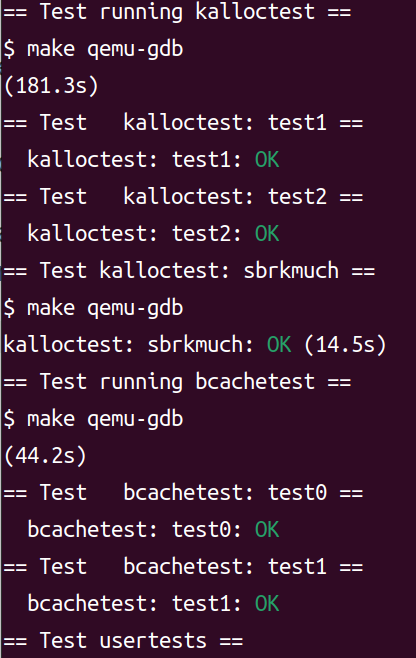 == Test running kalloctest ==
$ make qemu-gdb
(181.3s)
== Test   kalloctest: test1 ==
  kalloctest: test1: OK
== Test   kalloctest: test2 ==
  kalloctest: test2: OK
== Test kalloctest: sbrkmuch ==
$ make qemu-gdb
kalloctest: sbrkmuch: OK (14.5s)
== Test running bcachetest ==
$ make qemu-gdb
(44.2s)
== Test   bcachetest: test0 ==
  bcachetest: test0: OK
== Test   bcachetest: test1 ==
  bcachetest: test1: OK
== Test usertests ==